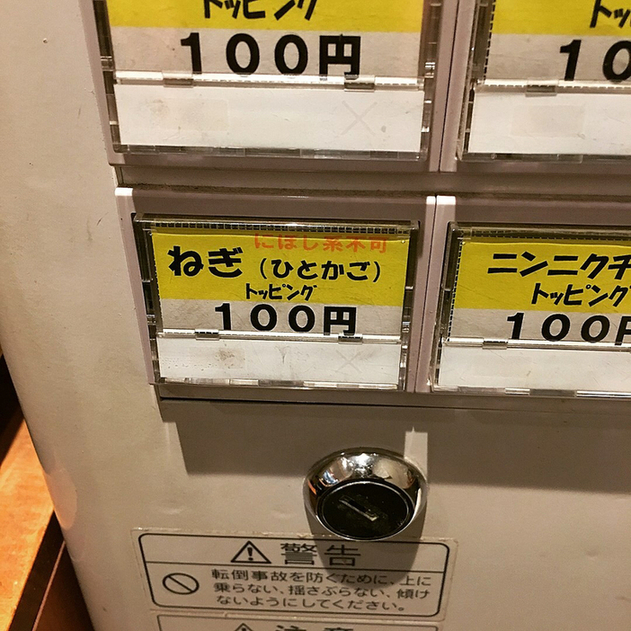 トッピング
100円
ト
10
にぼし系不可
ねぎ(ひとかご)
トッピング
100円
ニンニクチ
トッピング
100円
警告
転倒事故を防ぐために、上に
乗らない、揺さぶらない、傾け
ないようにしてください。
注意